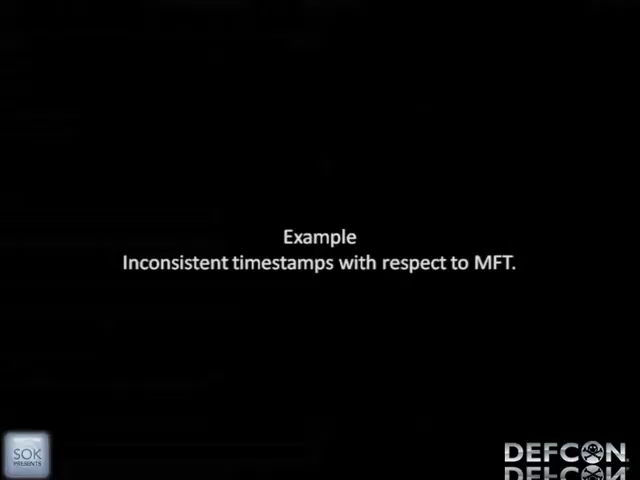 Example
Inconsistent timestamps with respect to MFT.
SOK
PRESENTS
DEFCON